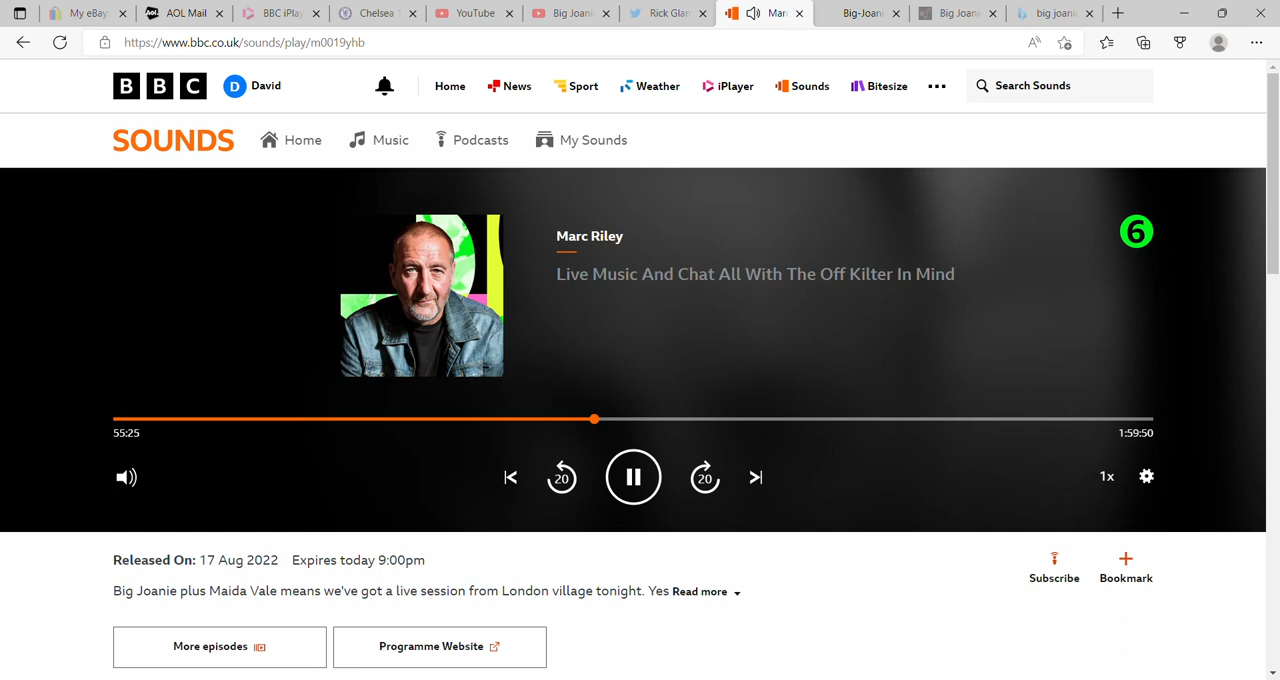 My eBay
AOL Mail
BBC iPlay
Chelsea
YouTube
Big Joani
Rick Glan
Marc
Big-Joani
Big Joani
big joani
https://www.bbc.co.uk/sounds/play/m0019yhb
BBC
D David
Home
News
Sport
Weather
iPlayer
Sounds
Bitesize
Search Sounds
SOUNDS
Home
Music
Podcasts
My Sounds
Marc Riley
6
Live Music And Chat All With The Off Kilter In Mind
55:25
1:59:50
20
20
1x
Released On: 17 Aug 2022 Expires today 9:00pm
Subscribe
Bookmark
Big Joanie plus Maida Vale means we've got a live session from London village tonight. Yes Read more
More episodes
Programme Website